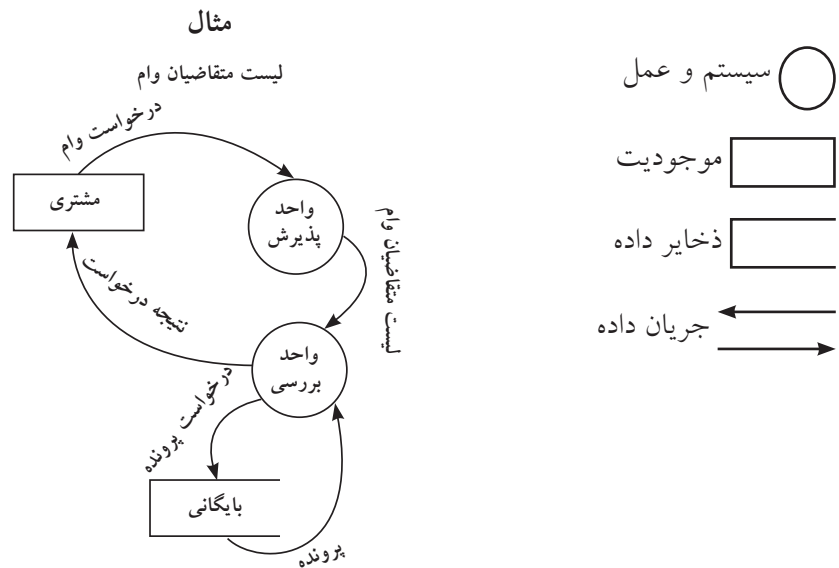 مثال
لیست متقاضیان وام
درخواست وام
مشتری
واحد
پذیرش
لیست متقاضیان وام
نتیجه درخواست
واحد
بررسی
درخواست پرونده
بایگانی
پرونده
سیستم و عمل
موجودیت
ذخایر داده
جریان داده